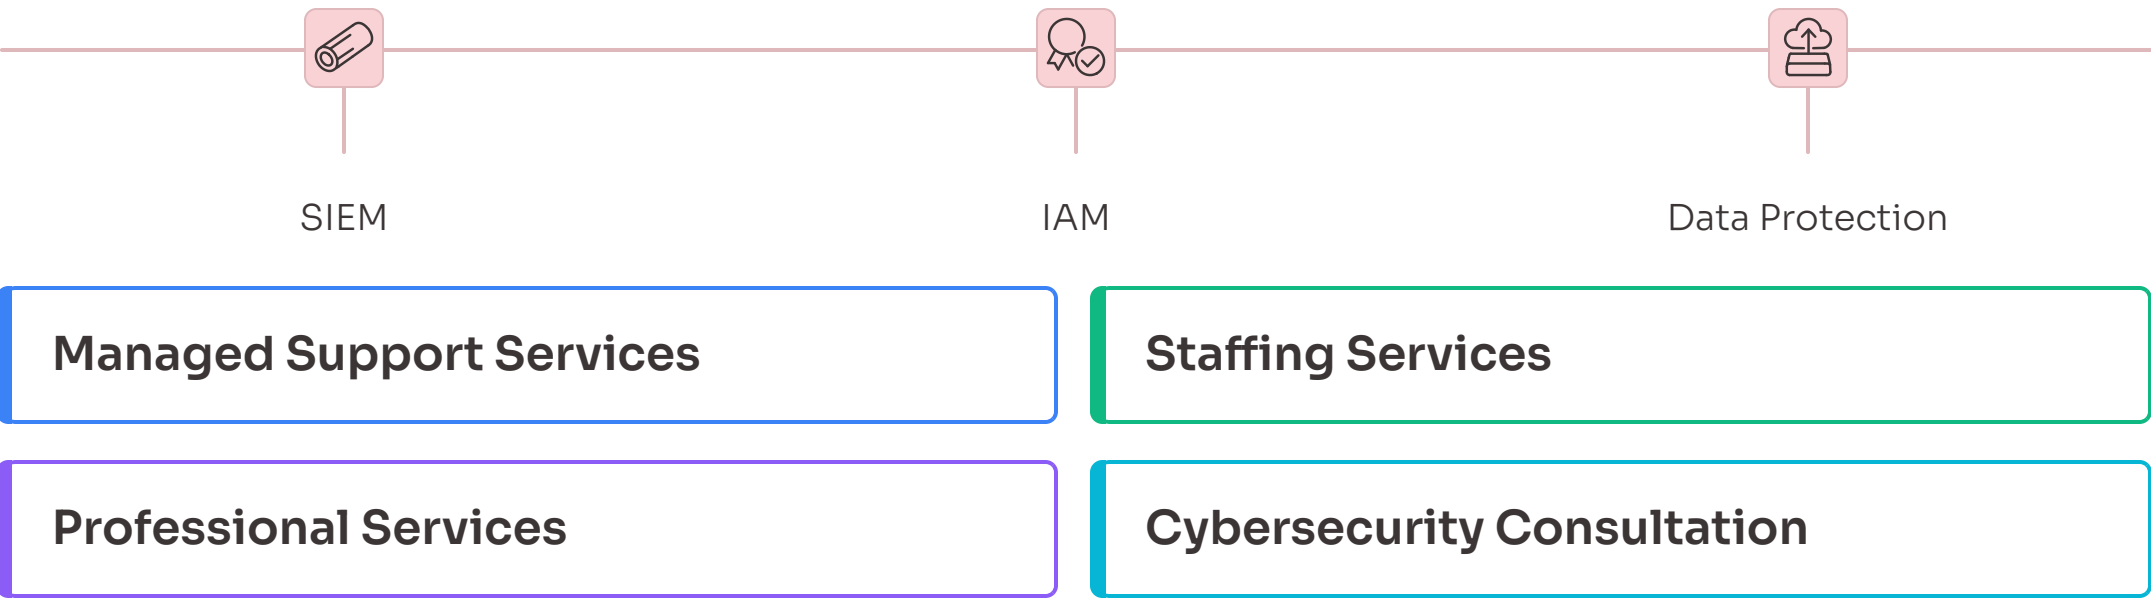 SIEM
IAM
Data Protection
Managed Support Services
Staffing Services
Professional Services
Cybersecurity Consultation